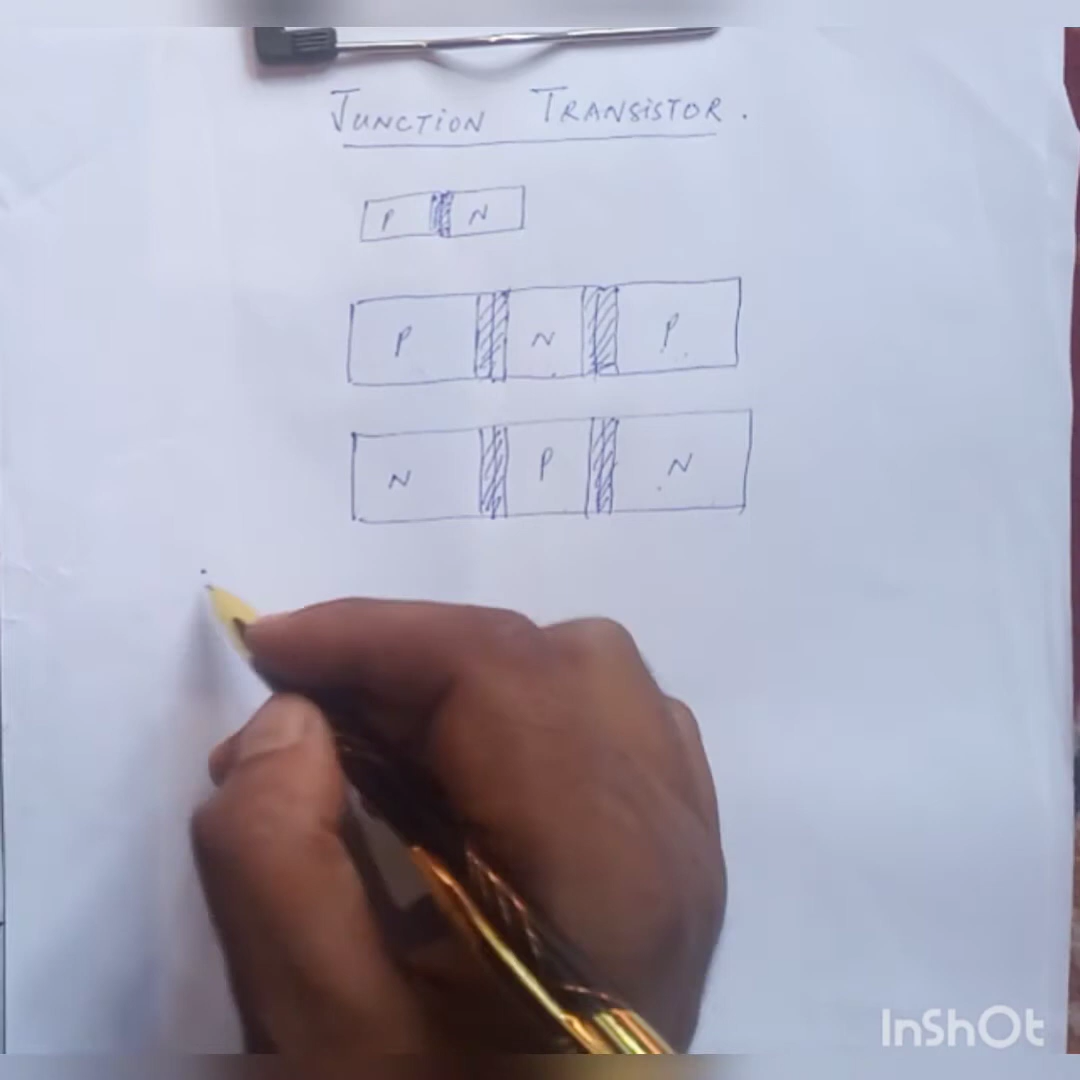 JUNCTION TRANSISTOR.
P N
P N P
N P N
InShOt